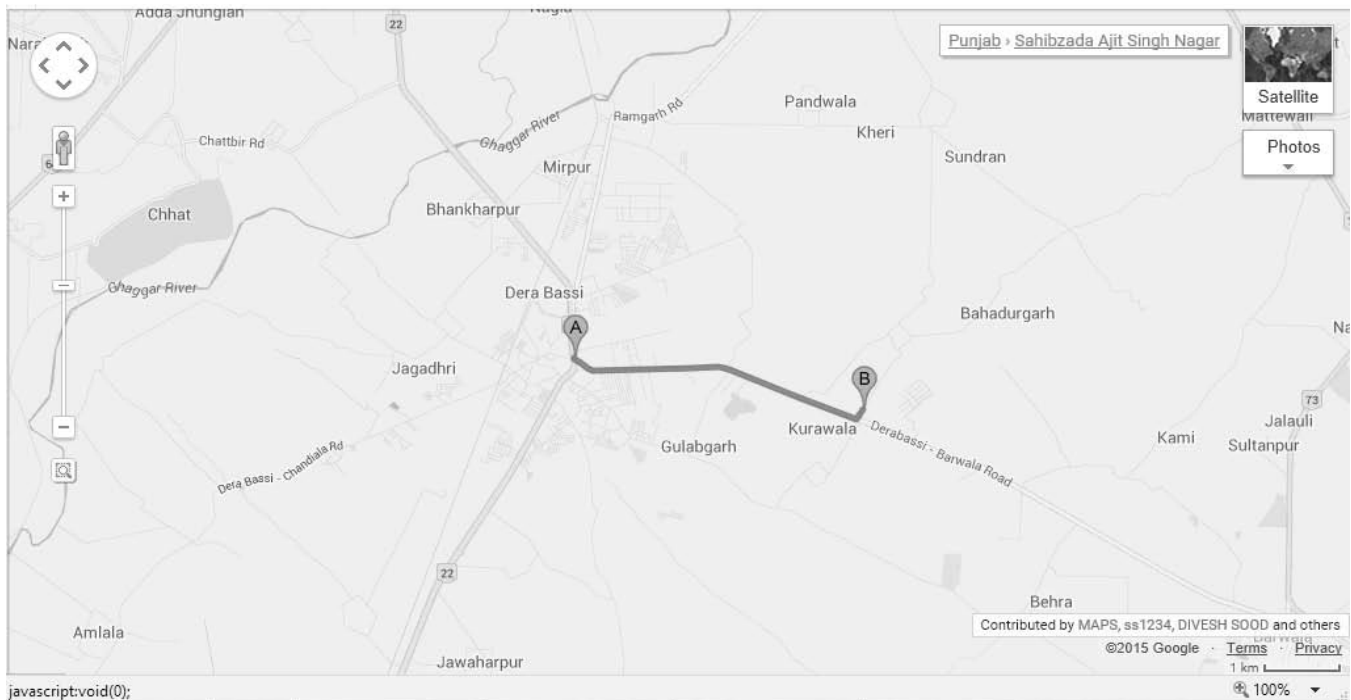 Adda Jhungian
Nagla
22
Punjab › Sahibzada Ajit Singh Nagar
Satellite
Mattewali
Photos
Ramgarh Rd
Pandwala
Kheri
Ghaggar River
Chattbir Rd
Sundran
Mirpur
Chhat
Bhankharpur
Ghaggar River
Dera Bassi
Bahadurgarh
A
Jagadhri
B
73
Jalauli
Kurawala
Derabassi - Barwala Road
Kami
Sultanpur
Gulabgarh
Dera Bassi - Chandiala Rd
22
Behra
Amlala
Contributed by MAPS, ss1234, DIVESH SOOD and others
Barwala
©2015 Google · Terms · Privacy
Jawaharpur
1 km
javascript:void(0);
100%